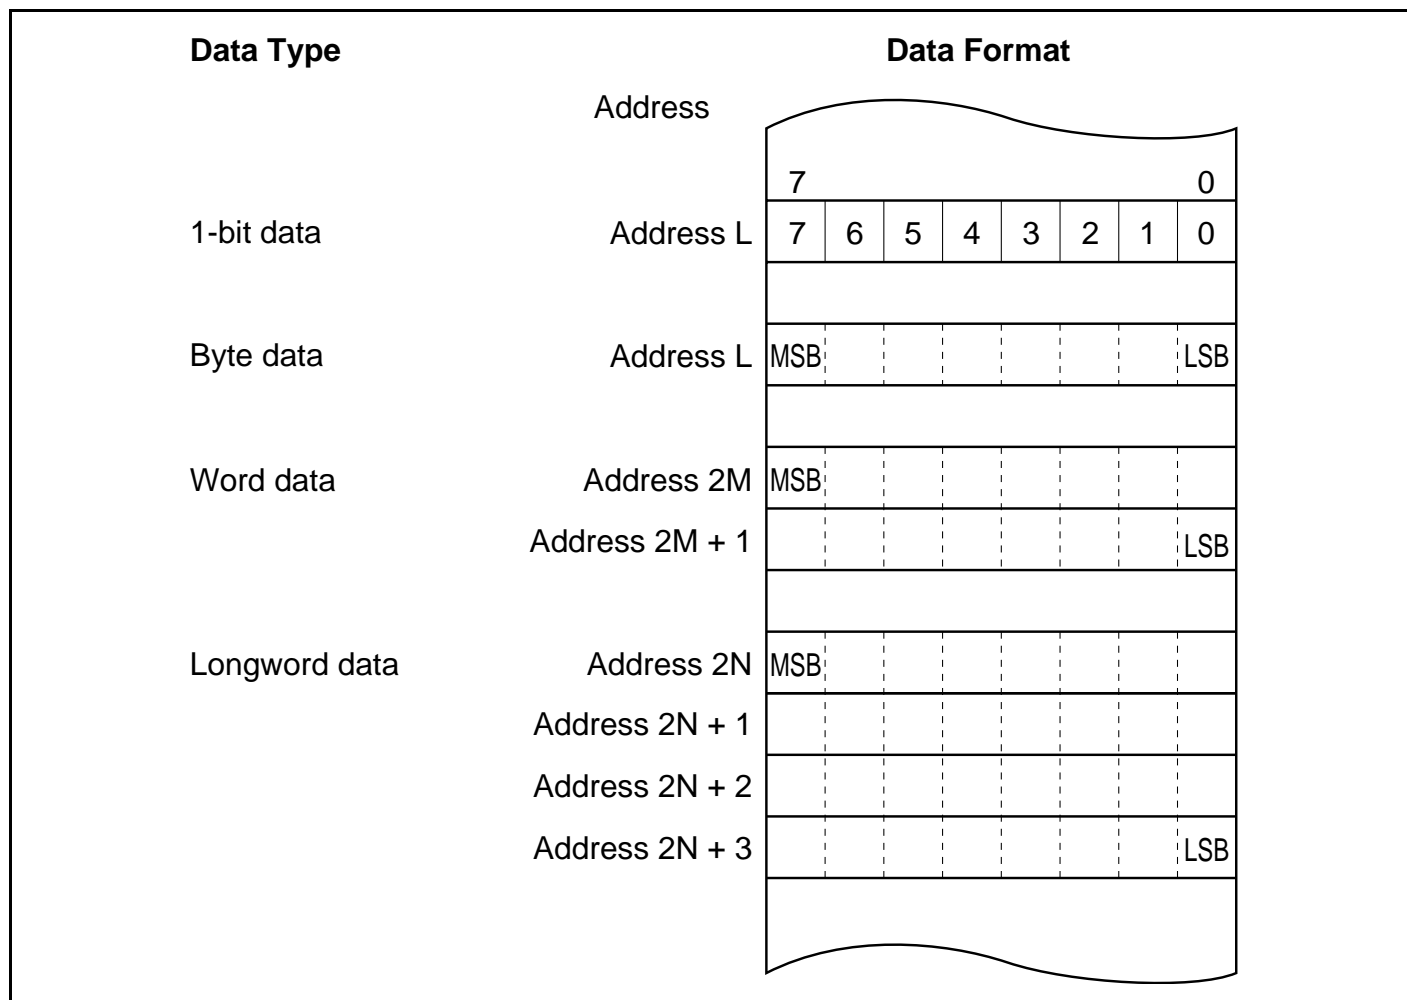 Data Type Data Format
Address
7 0
1-bit data Address L 7 6 5 4 3 2 1 0
Byte data Address L MSB LSB
Word data Address 2M MSB
Address 2M + 1 LSB
Longword data Address 2N MSB
Address 2N + 1
Address 2N + 2
Address 2N + 3 LSB